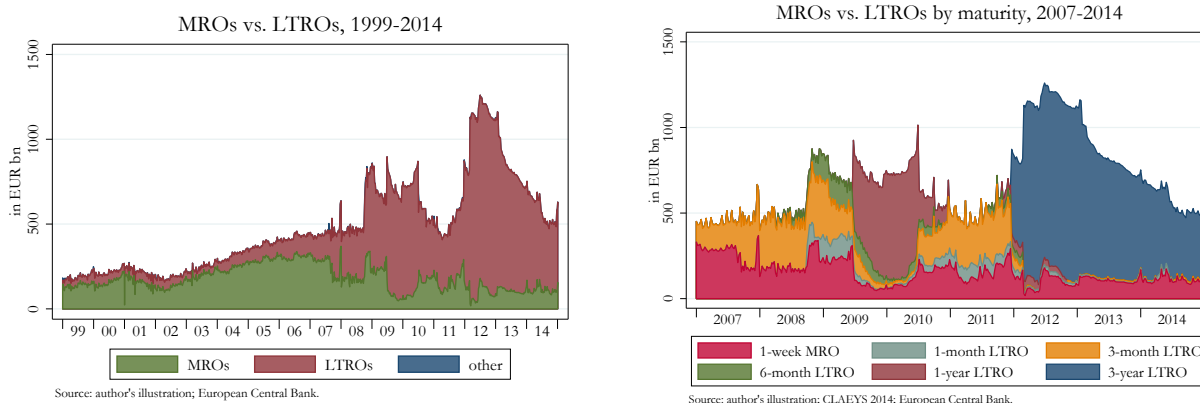 MROs vs. LTROs, 1999-2014
in EUR bn
1500
1000
500
0
99 00 01 02 03 04 05 06 07 08 09 10 11 12 13 14
MROs LTROs other
Source: author's illustration; European Central Bank.
MROs vs. LTROs by maturity, 2007-2014
in EUR bn
1500
1000
500
0
2007 2008 2009 2010 2011 2012 2013 2014
1-week MRO 1-month LTRO 3-month LTRO
6-month LTRO 1-year LTRO 3-year LTRO
Source: author's illustration; CLAEYS 2014; European Central Bank.